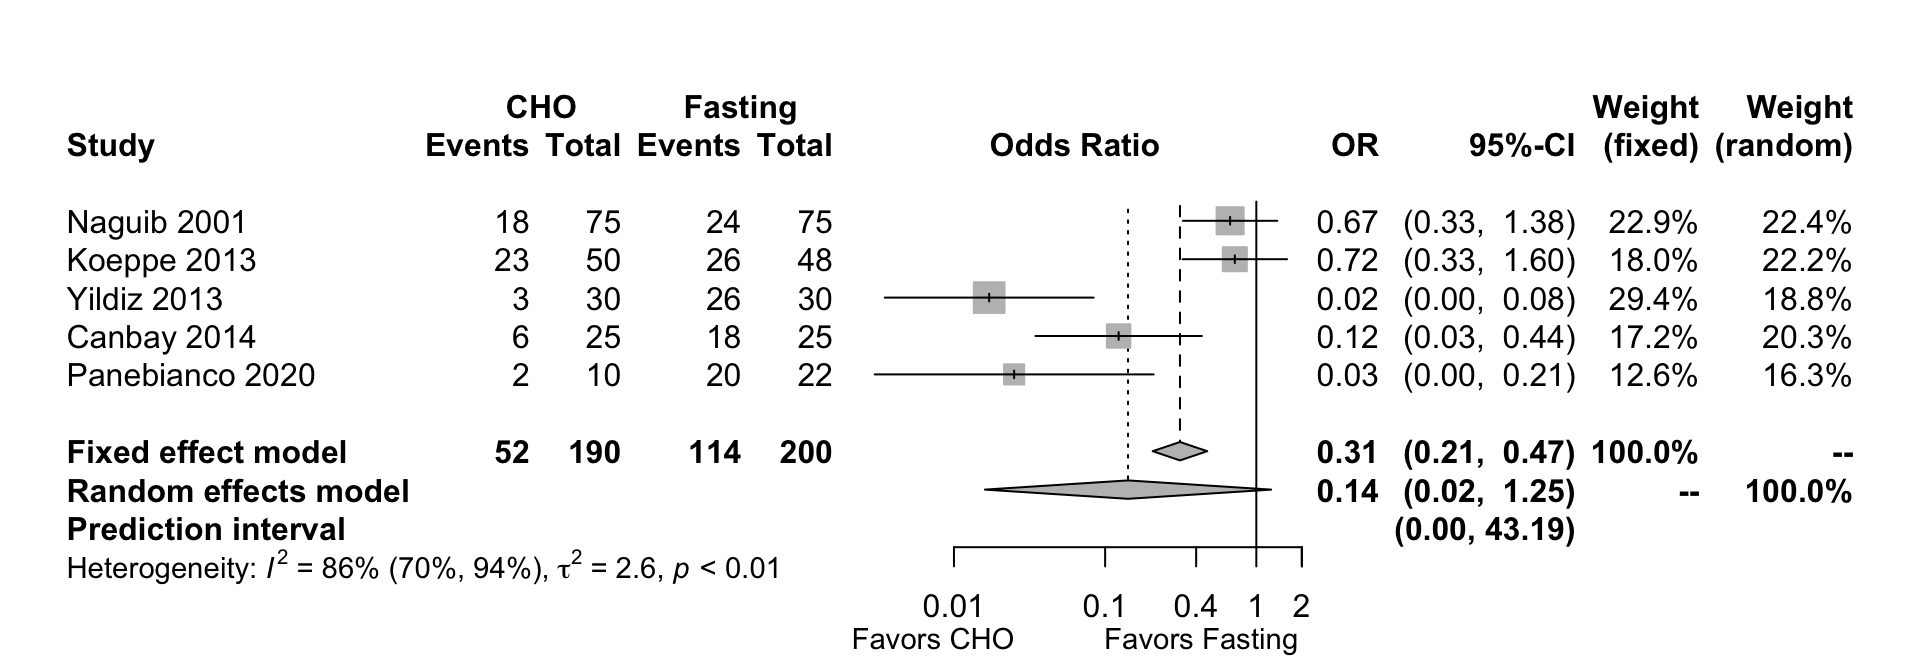 CHO Fasting Weight Weight
Study Events Total Events Total Odds Ratio OR 95%-CI (fixed) (random)
Naguib 2001 18 75 24 75 0.67 (0.33, 1.38) 22.9% 22.4%
Koeppe 2013 23 50 26 48 0.72 (0.33, 1.60) 18.0% 22.2%
Yildiz 2013 3 30 26 30 0.02 (0.00, 0.08) 29.4% 18.8%
Canbay 2014 6 25 18 25 0.12 (0.03, 0.44) 17.2% 20.3%
Panebianco 2020 2 10 20 22 0.03 (0.00, 0.21) 12.6% 16.3%
Fixed effect model 52 190 114 200 0.31 (0.21, 0.47) 100.0% --
Random effects model 0.14 (0.02, 1.25) -- 100.0%
Prediction interval (0.00, 43.19)
Heterogeneity: I² = 86% (70%, 94%), τ² = 2.6, p < 0.01
0.01 0.1 0.4 1 2
Favors CHO Favors Fasting